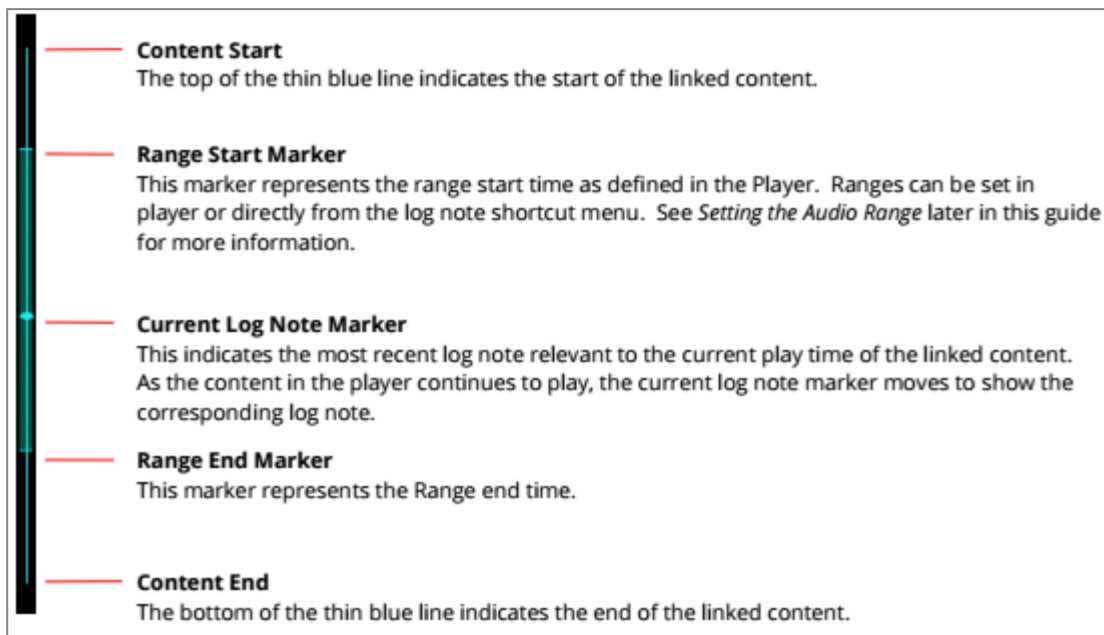 Content Start
The top of the thin blue line indicates the start of the linked content.
Range Start Marker
This marker represents the range start time as defined in the Player. Ranges can be set in
player or directly from the log note shortcut menu. See Setting the Audio Range later in this guide
for more information.
Current Log Note Marker
This indicates the most recent log note relevant to the current play time of the linked content.
As the content in the player continues to play, the current log note marker moves to show the
corresponding log note.
Range End Marker
This marker represents the Range end time.
Content End
The bottom of the thin blue line indicates the end of the linked content.